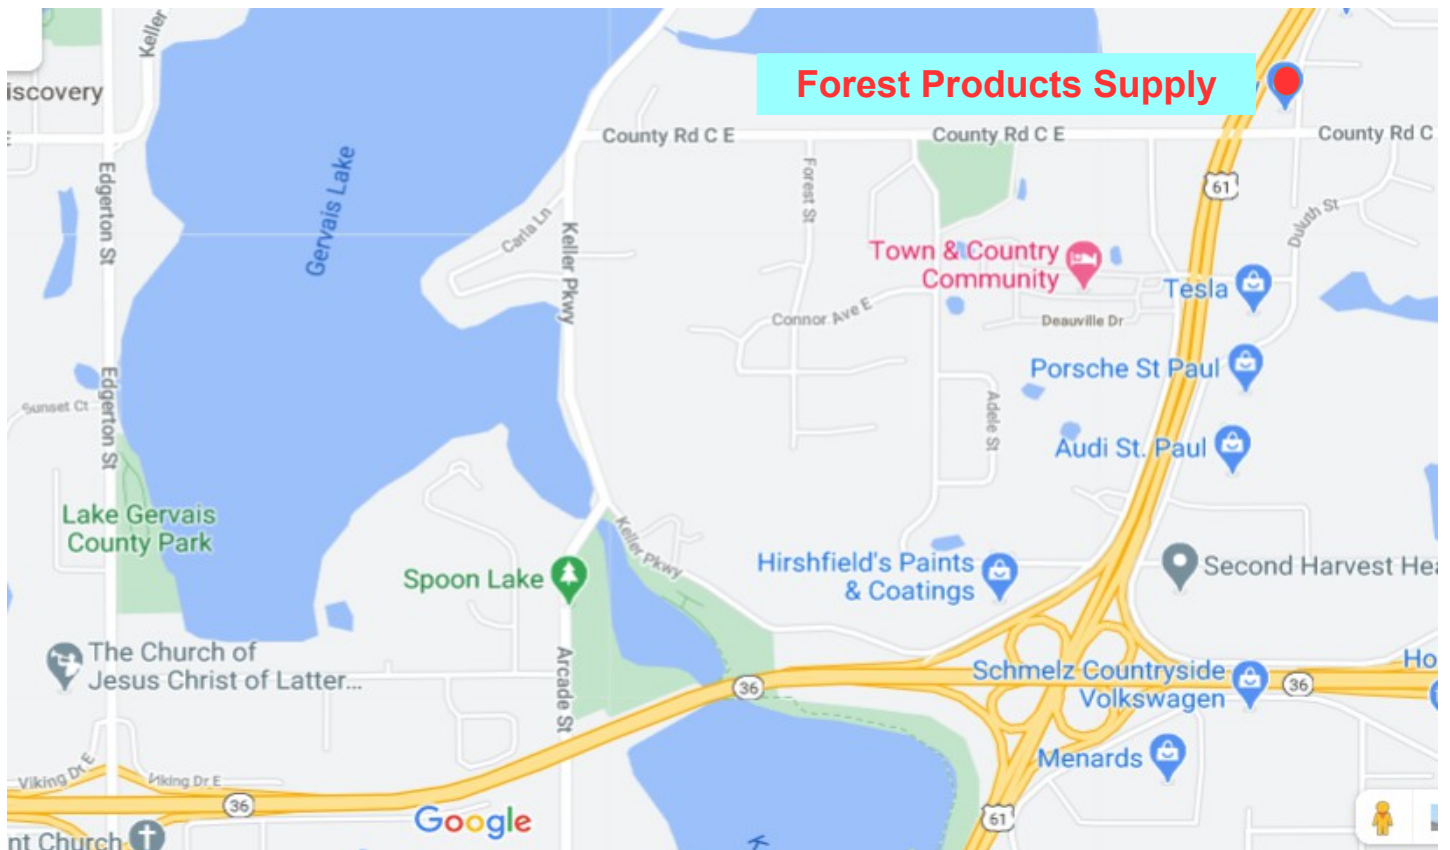 Keller
iscovery
Forest Products Supply
County Rd C E
County Rd C E
County Rd C
Edgerton St
Gervais Lake
Carla Ln
Keller Pkwy
Forest St
61
Duluth St
Town & Country
Community
Tesla
Connor Ave E
Deauville Dr
Porsche St Paul
Sunset Ct
Edgerton St
Adele St
Audi St. Paul
Lake Gervais
County Park
Keller Pkwy
Spoon Lake
Hirshfield's Paints
& Coatings
Second Harvest Hea
The Church of
Jesus Christ of Latter...
Arcade St
36
Schmelz Countryside
Volkswagen
36
Ho
Menards
Viking Dr E
Viking Dr E
36
Google
61
nt Church
K